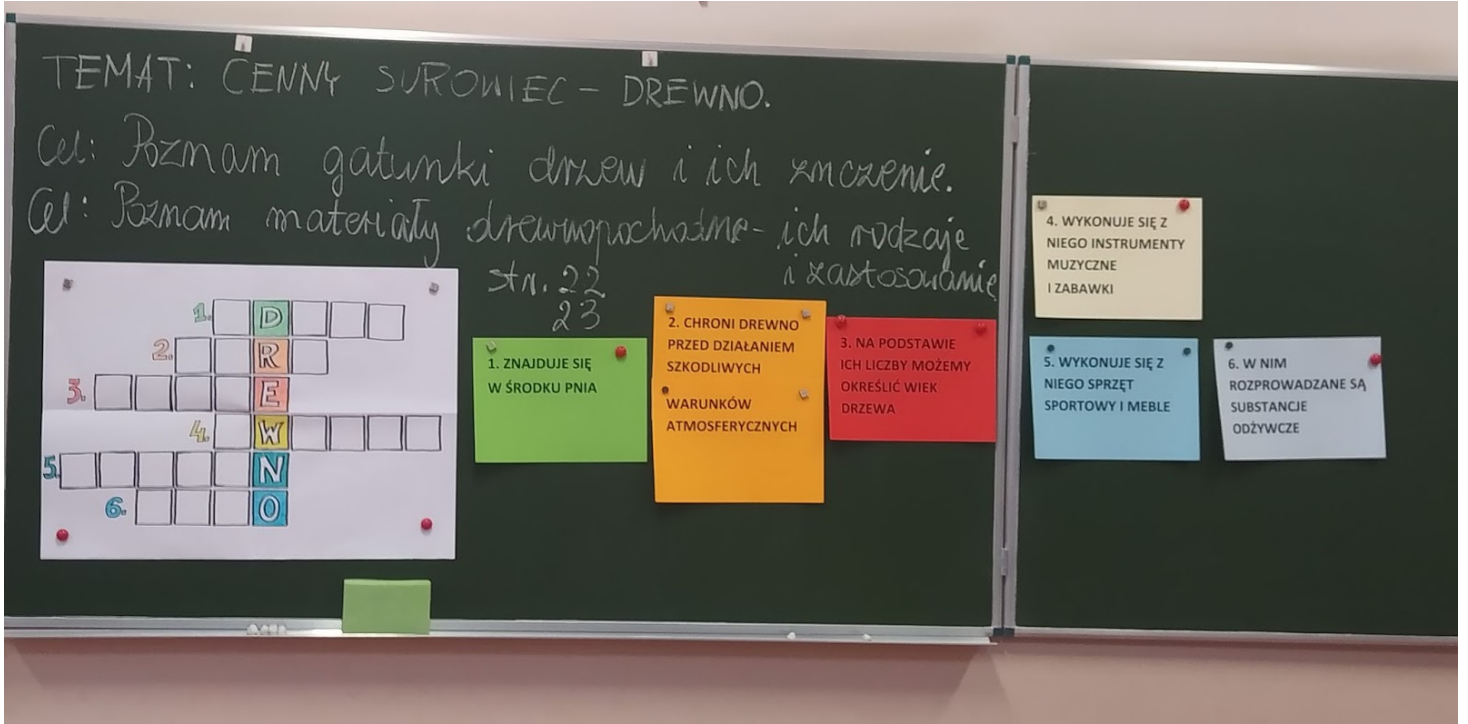 TEMAT: CENNY SUROWIEC – DREWNO.
Cel: Poznam gatunki drzew i ich znczenie.
Cel: Poznam materiały drewnopochodne – ich rodzaje
i zastosowanie
str. 22
23
1. D
2. R
3. E
4. W
5. N
6. O
1. ZNAJDUJE SIĘ
W ŚRODKU PNIA
2. CHRONI DREWNO
PRZED DZIAŁANIEM
SZKODLIWYCH
WARUNKÓW
ATMOSFERYCZNYCH
3. NA PODSTAWIE
ICH LICZBY MOŻEMY
OKREŚLIĆ WIEK
DRZEWA
4. WYKONUJE SIĘ Z
NIEGO INSTRUMENTY
MUZYCZNE
I ZABAWKI
5. WYKONUJE SIĘ Z
NIEGO SPRZĘT
SPORTOWY I MEBLE
6. W NIM
ROZPROWADZANE SĄ
SUBSTANCJE
ODŻYWCZE